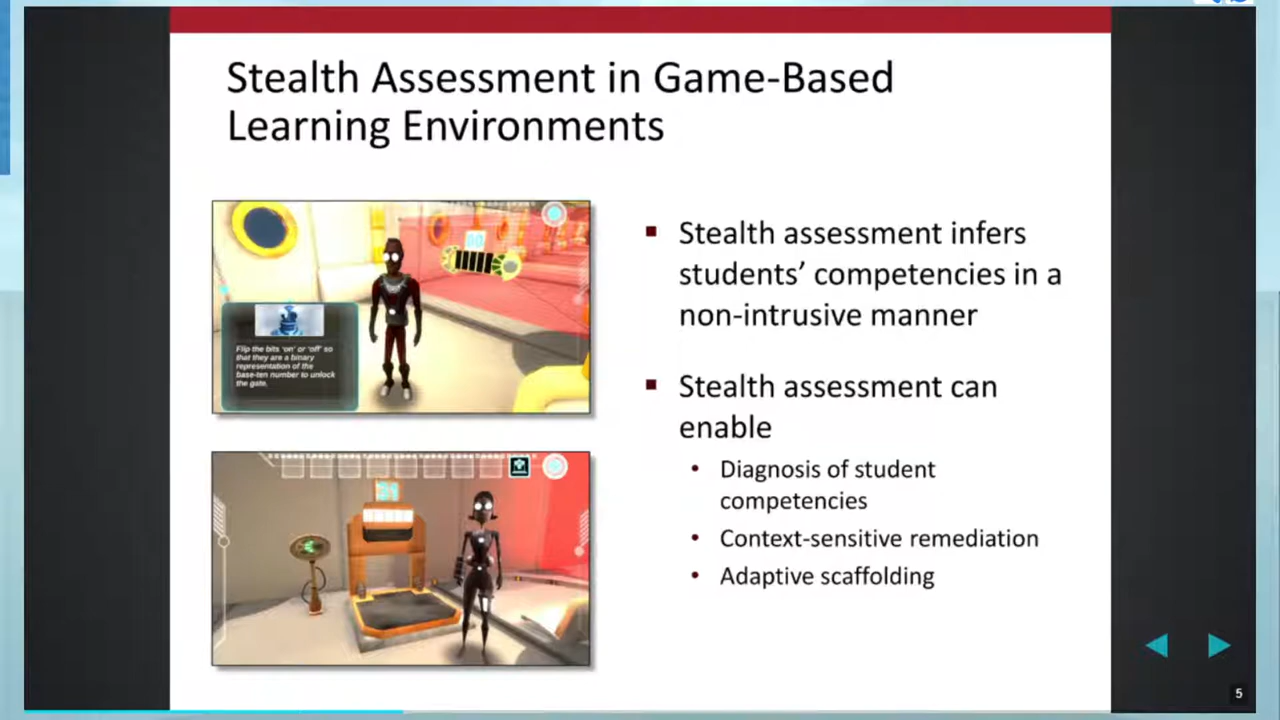 Stealth Assessment in Game-Based
Learning Environments
Flip the bits 'on' or 'off' so
that they are a binary
representation of the
base-ten number to unlock
the gate.
▪ Stealth assessment infers
students’ competencies in a
non-intrusive manner
▪ Stealth assessment can
enable
• Diagnosis of student
competencies
• Context-sensitive remediation
• Adaptive scaffolding
5